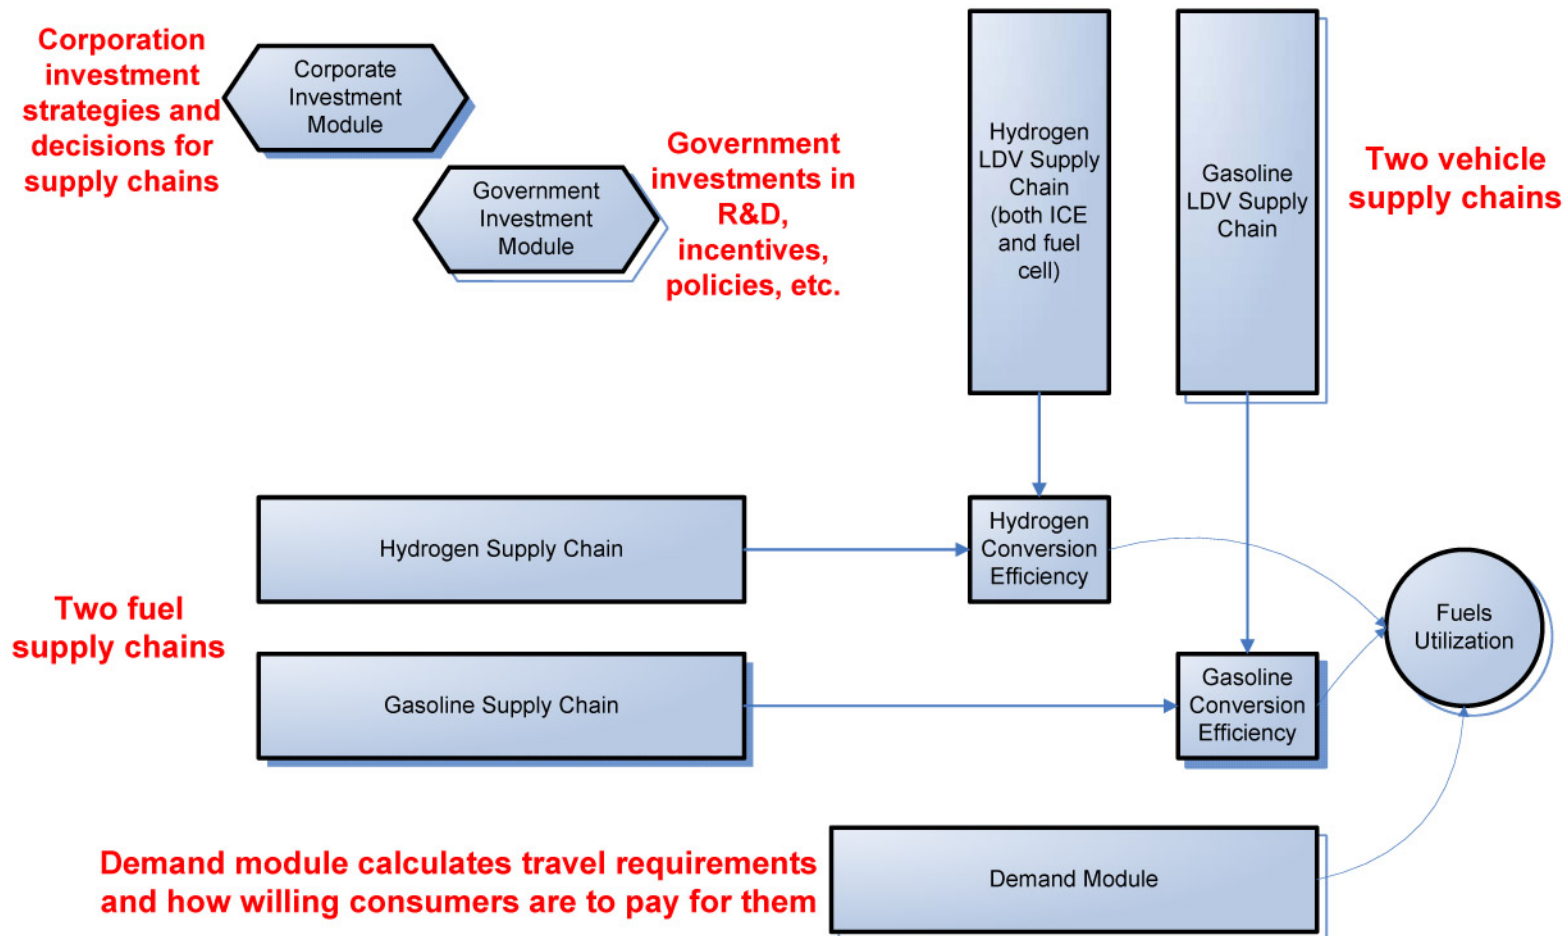 Corporation
investment
strategies and
decisions for
supply chains
Corporate
Investment
Module
Government
investments in
R&D,
incentives,
policies, etc.
Government
Investment
Module
Hydrogen
LDV Supply
Chain
(both ICE
and fuel
cell)
Gasoline
LDV Supply
Chain
Two vehicle
supply chains
Two fuel
supply chains
Hydrogen Supply Chain
Hydrogen
Conversion
Efficiency
Gasoline Supply Chain
Gasoline
Conversion
Efficiency
Fuels
Utilization
Demand module calculates travel requirements
and how willing consumers are to pay for them
Demand Module